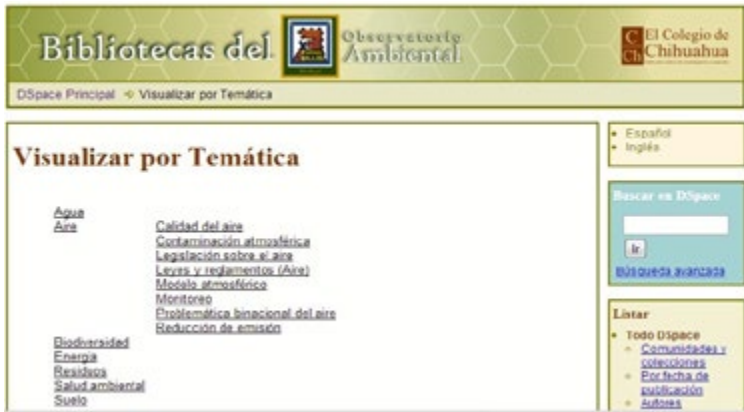 Bibliotecas del Observatorio Ambiental
El Colegio de Chihuahua
DSpace Principal Visualizar por Temática
Visualizar por Temática
Agua
Aire
Calidad del aire
Contaminación atmosférica
Legislación sobre el aire
Leyes y reglamentos (Aire)
Modelo atmosférico
Monitoreo
Problemática binacional del aire
Reducción de emisión
Biodiversidad
Energía
Residuos
Salud ambiental
Suelo
Español
Inglés
Buscar en DSpace
Ir
Búsqueda avanzada
Listar
Todo DSpace
Comunidades y
colecciones
Por fecha de
publicación
Autores